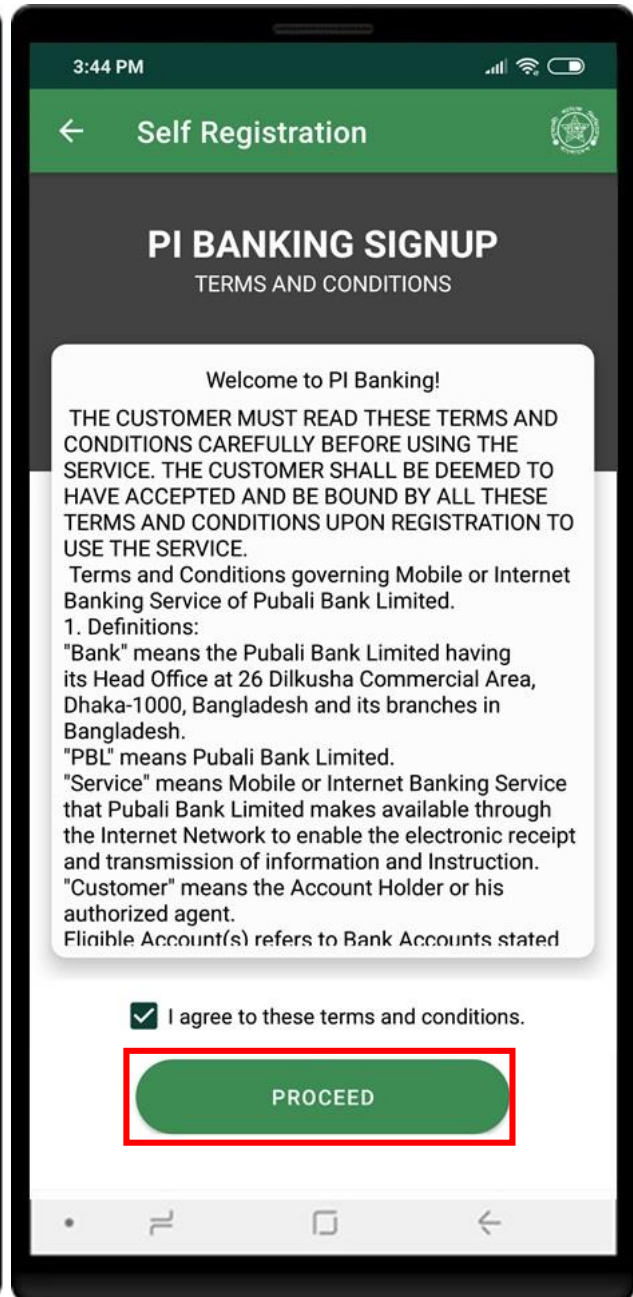 3:44 PM
Self Registration
PI BANKING SIGNUP
TERMS AND CONDITIONS
Welcome to PI Banking!
THE CUSTOMER MUST READ THESE TERMS AND
CONDITIONS CAREFULLY BEFORE USING THE
SERVICE. THE CUSTOMER SHALL BE DEEMED TO
HAVE ACCEPTED AND BE BOUND BY ALL THESE
TERMS AND CONDITIONS UPON REGISTRATION TO
USE THE SERVICE.
Terms and Conditions governing Mobile or Internet
Banking Service of Pubali Bank Limited.
1. Definitions:
"Bank" means the Pubali Bank Limited having
its Head Office at 26 Dilkusha Commercial Area,
Dhaka-1000, Bangladesh and its branches in
Bangladesh.
"PBL" means Pubali Bank Limited.
"Service" means Mobile or Internet Banking Service
that Pubali Bank Limited makes available through
the Internet Network to enable the electronic receipt
and transmission of information and Instruction.
"Customer" means the Account Holder or his
authorized agent.
Eligible Account(s) refers to Bank Accounts stated
I agree to these terms and conditions.
PROCEED